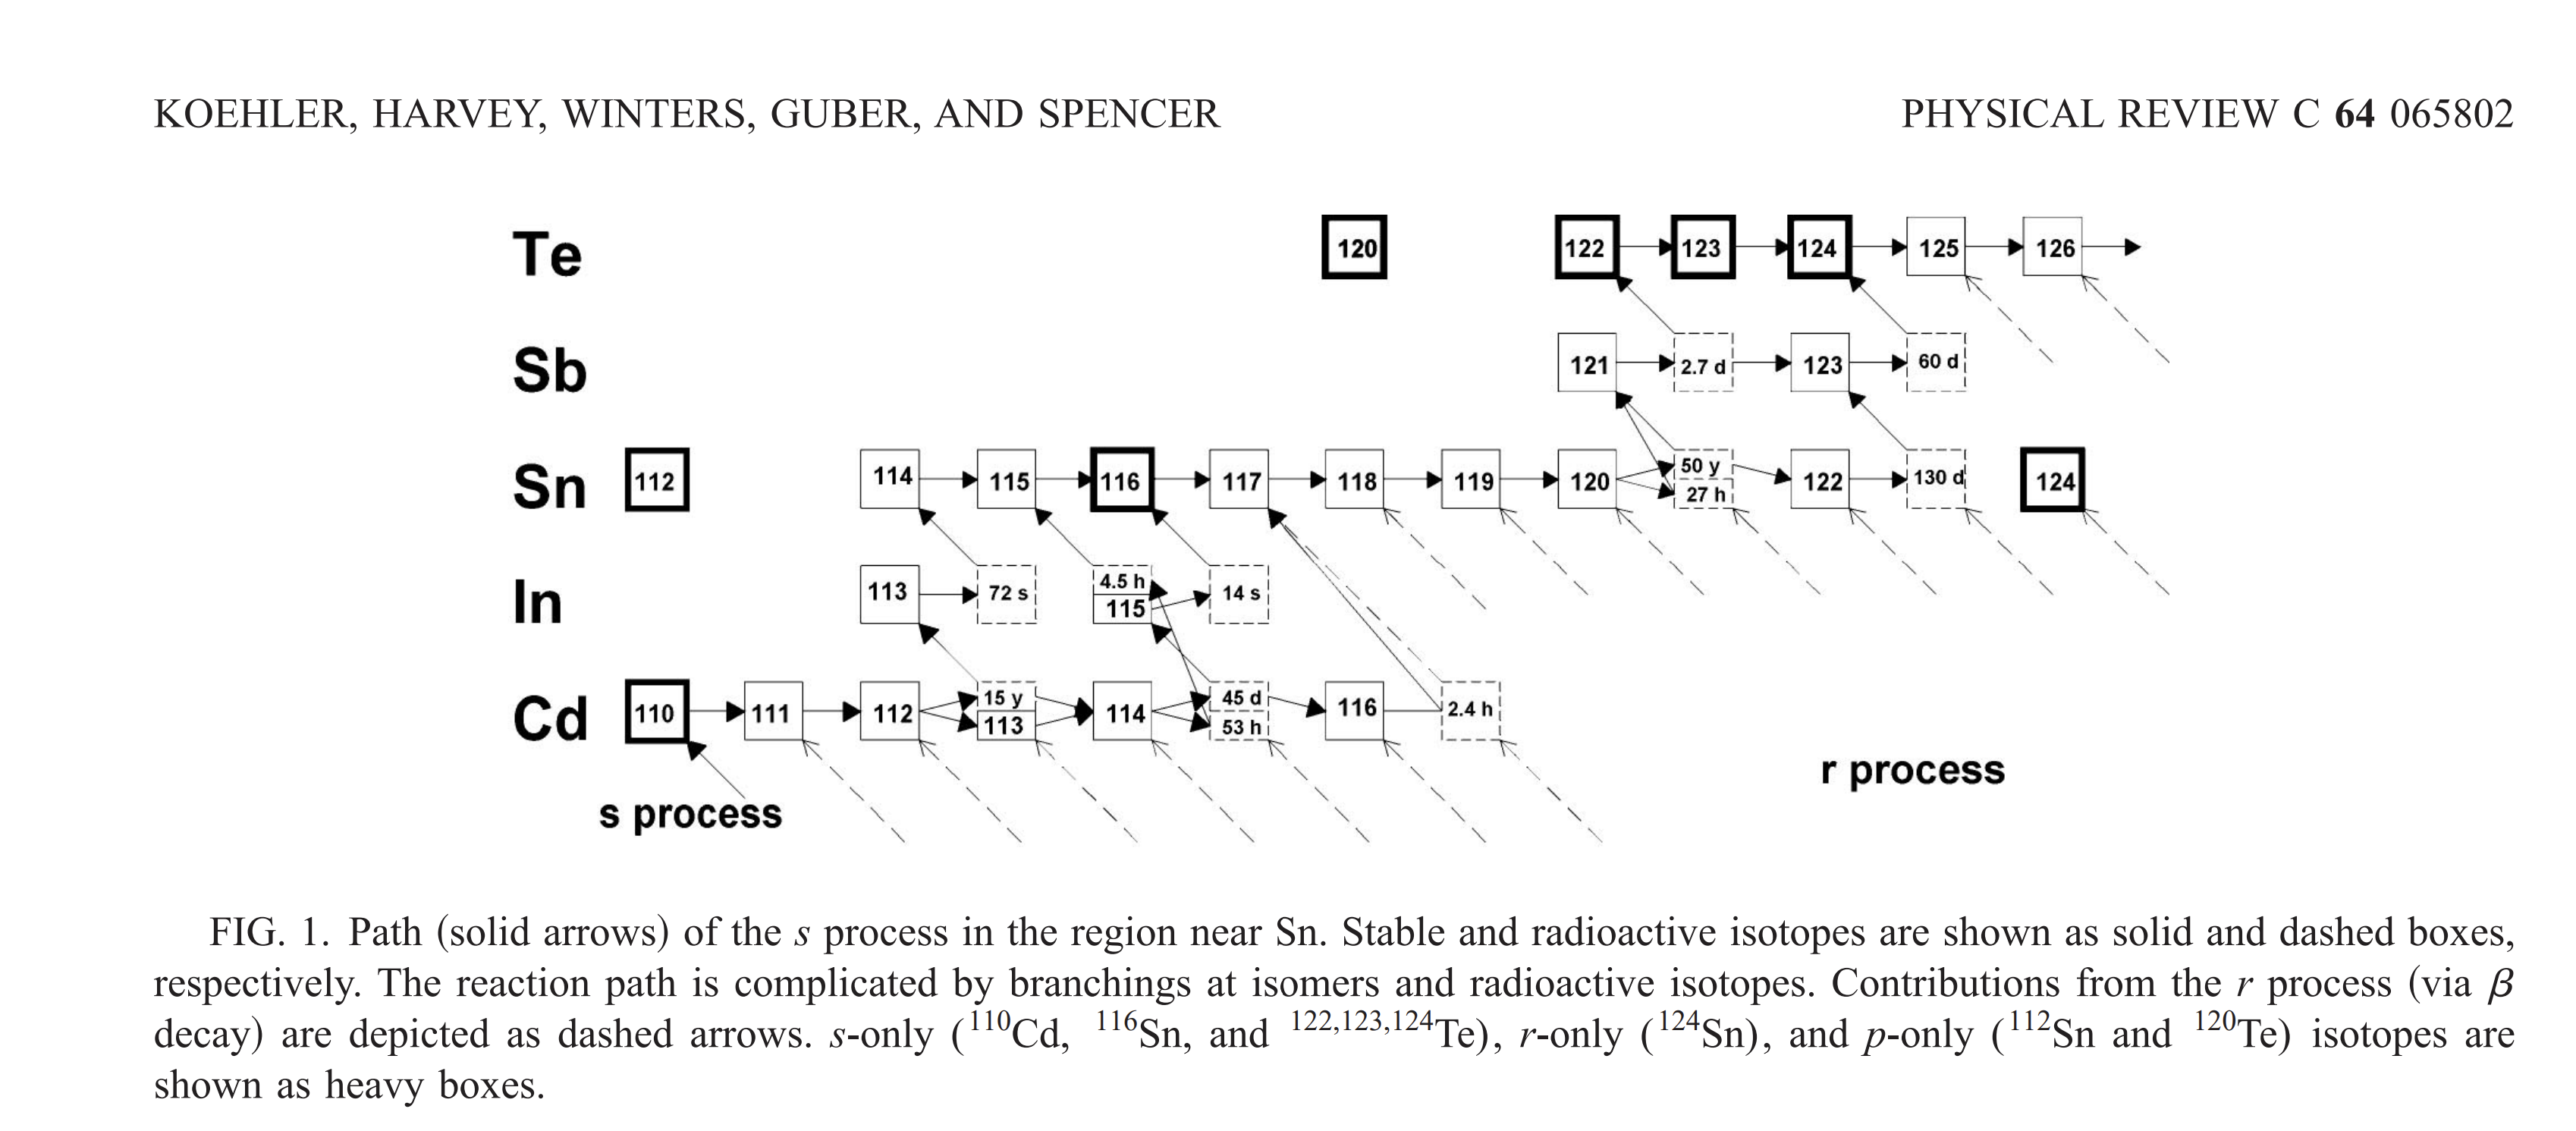 KOEHLER, HARVEY, WINTERS, GUBER, AND SPENCER
PHYSICAL REVIEW C 64 065802
Te 120 122 123 124 125 126
Sb 121 2.7 d 123 60 d
Sn 112 114 115 116 117 118 119 120 50 y 27 h 122 130 d 124
In 113 72 s 4.5 h 115 14 s
Cd 110 111 112 15 y 113 114 45 d 53 h 116 2.4 h
r process
s process
FIG. 1. Path (solid arrows) of the s process in the region near Sn. Stable and radioactive isotopes are shown as solid and dashed boxes,
respectively. The reaction path is complicated by branchings at isomers and radioactive isotopes. Contributions from the r process (via β
decay) are depicted as dashed arrows. s-only (¹¹⁰Cd, ¹¹⁶Sn, and ¹²²,¹²³,¹²⁴Te), r-only (¹²⁴Sn), and p-only (¹¹²Sn and ¹²⁰Te) isotopes are
shown as heavy boxes.